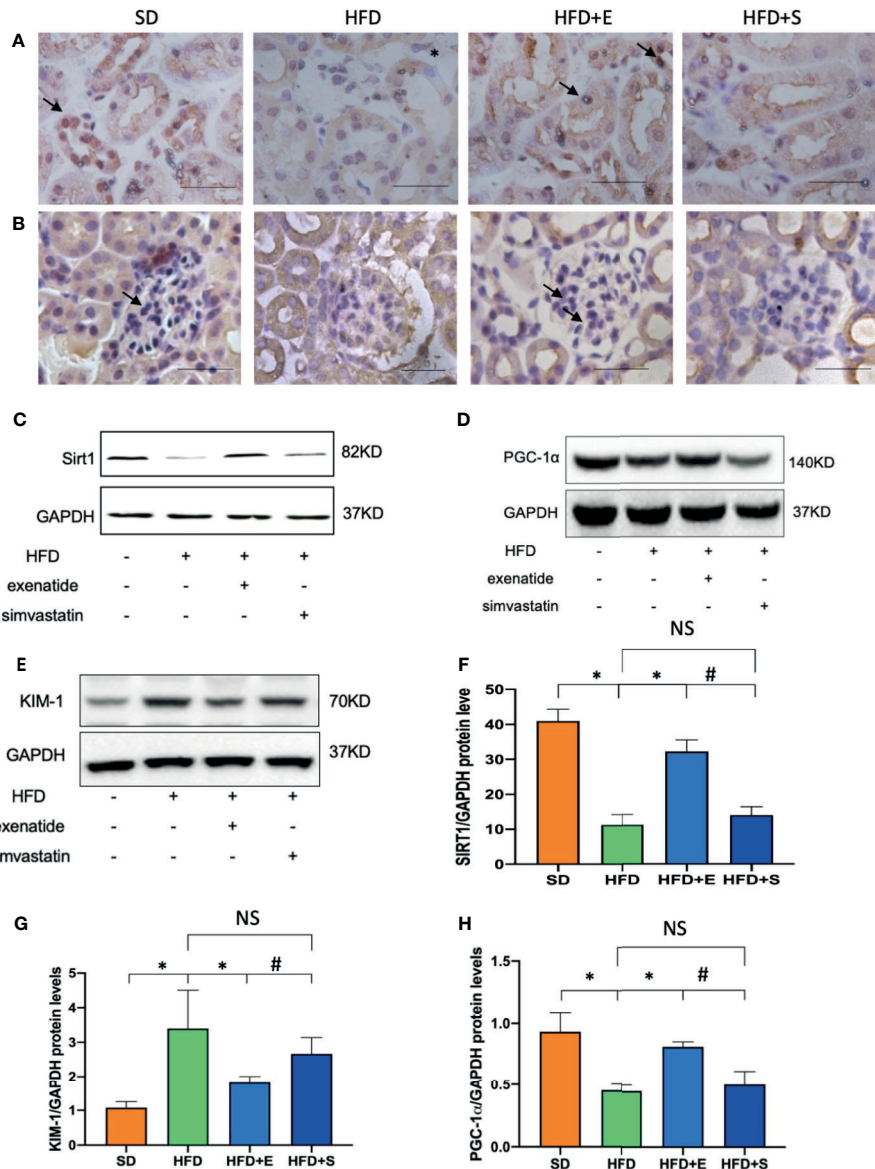 SD HFD HFD+E HFD+S
A
*
B
C
Sirt1 82KD
GAPDH 37KD
HFD - + + +
exenatide - - + -
simvastatin - - - +
D
PGC-1α 140KD
GAPDH 37KD
HFD - + + +
exenatide - - + -
simvastatin - - - +
E
KIM-1 70KD
GAPDH 37KD
HFD - + + +
exenatide - - + -
mvastatin - - - +
F
NS
* * #
SIRT1/GAPDH protein leve
50
40
30
20
10
0
SD HFD HFD+E HFD+S
G
NS
* * #
KIM-1/GAPDH protein levels
5
4
3
2
1
0
SD HFD HFD+E HFD+S
H
NS
* * #
PGC-1α/GAPDH protein levels
1.5
1.0
0.5
0.0
SD HFD HFD+E HFD+S